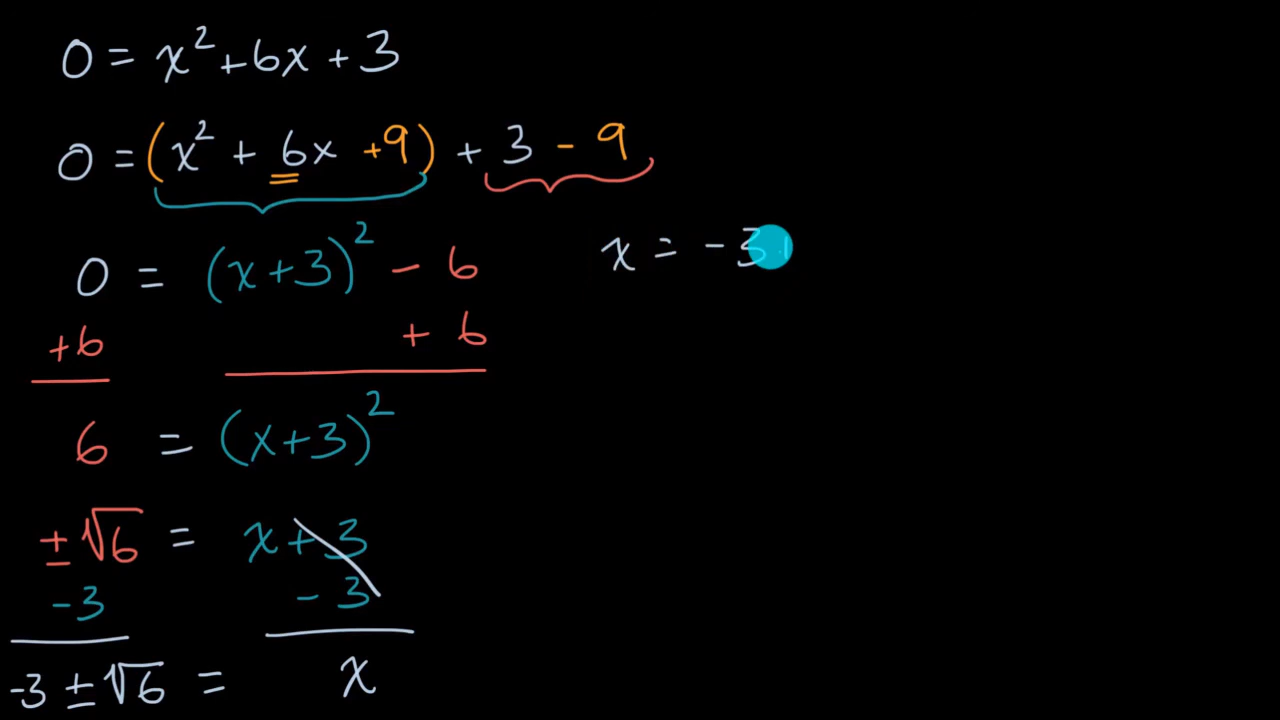 0 = x² + 6x + 3
0 = (x² + 6x + 9) + 3 - 9
0 = (x+3)² - 6
x = -3
+6 + 6
6 = (x+3)²
± √6 = x + 3
-3 - 3
-3 ± √6 = x